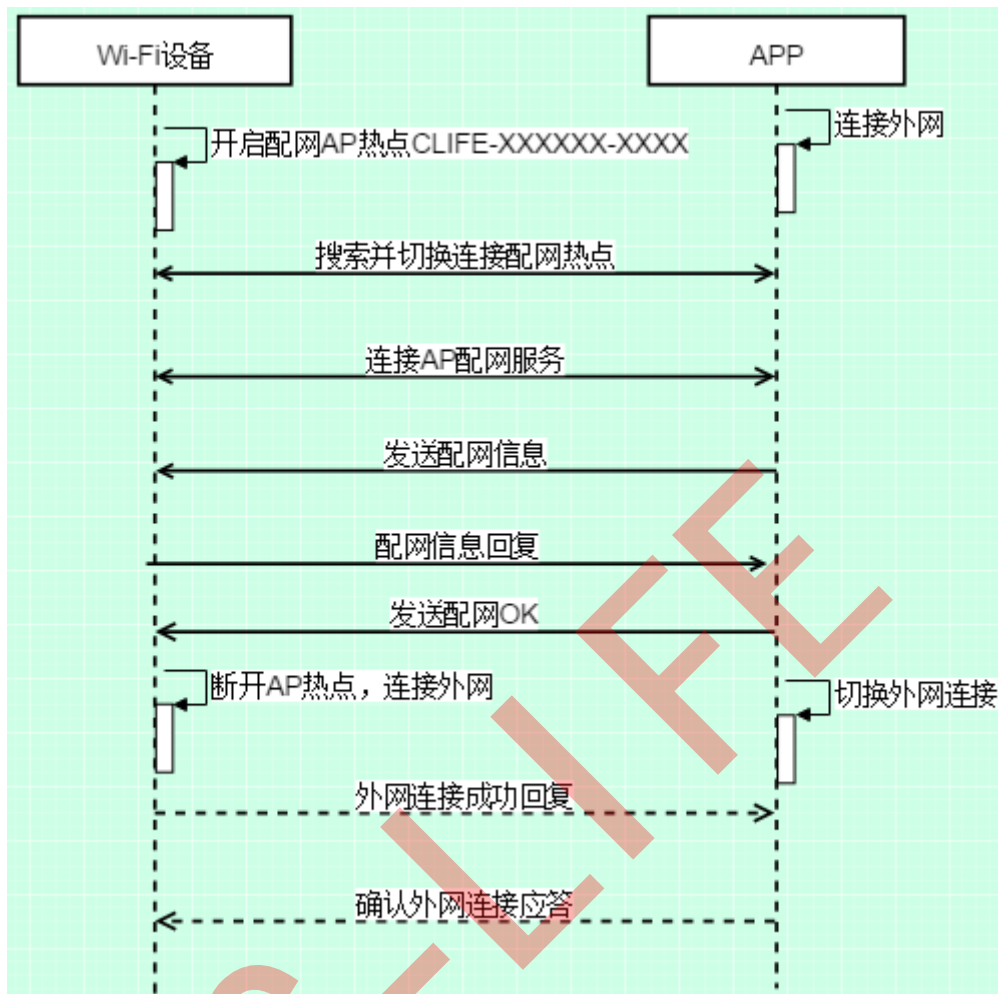 Wi-Fi设备
APP
连接外网
开启配网AP热点CLIFE-XXXXXX-XXXX
搜索并切换连接配网热点
连接AP配网服务
发送配网信息
配网信息回复
发送配网OK
断开AP热点，连接外网
切换外网连接
外网连接成功回复
确认外网连接应答
-LIFE